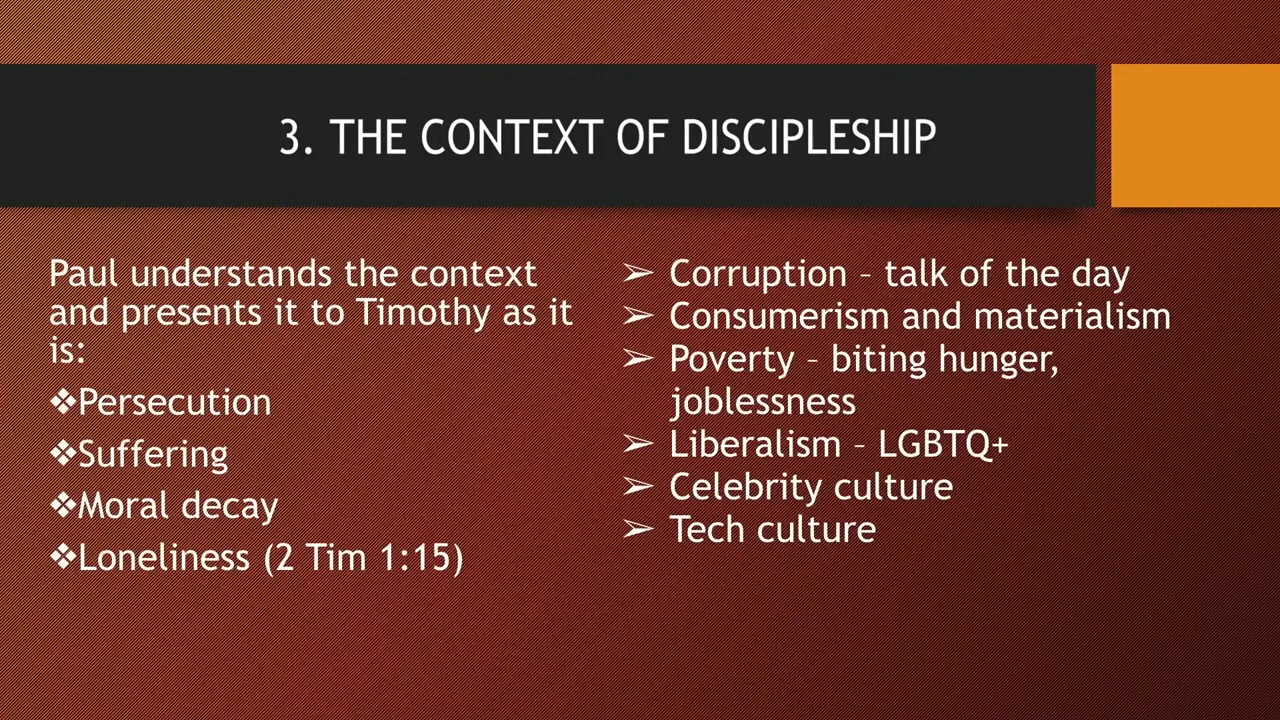 3. THE CONTEXT OF DISCIPLESHIP
Paul understands the context
and presents it to Timothy as it
is:
❖Persecution
❖Suffering
❖Moral decay
❖Loneliness (2 Tim 1:15)
➢ Corruption – talk of the day
➢ Consumerism and materialism
➢ Poverty – biting hunger,
joblessness
➢ Liberalism – LGBTQ+
➢ Celebrity culture
➢ Tech culture